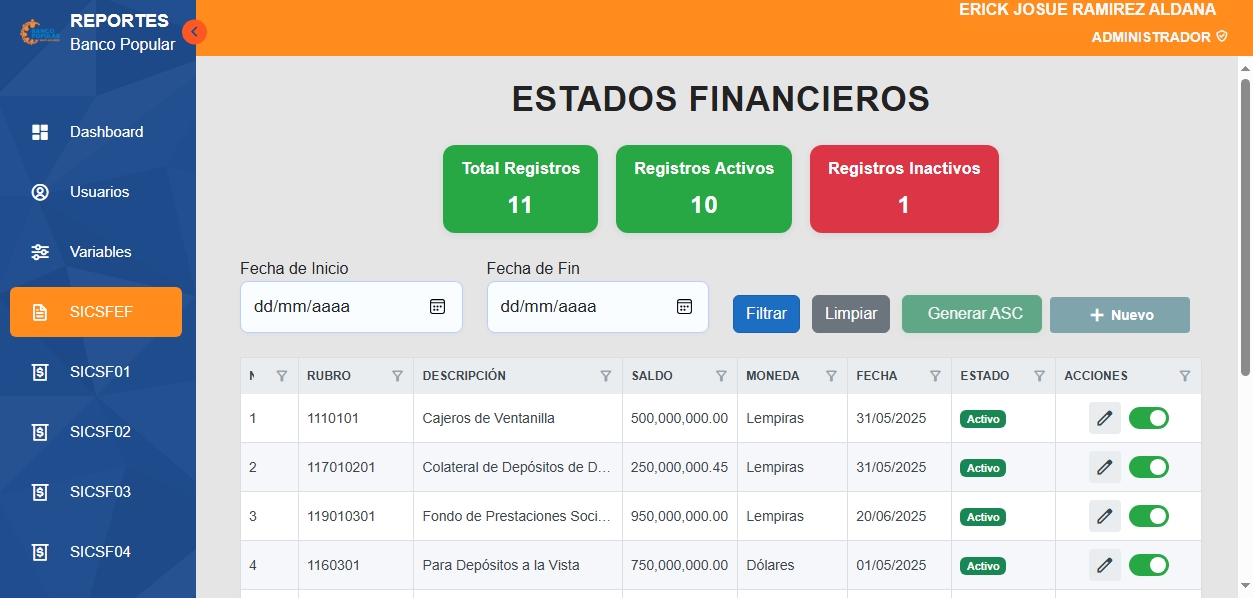 BANCO POPULAR
REPORTES
Banco Popular
ERICK JOSUE RAMIREZ ALDANA
ADMINISTRADOR
Dashboard
Usuarios
Variables
SICSFEF
SICSF01
SICSF02
SICSF03
SICSF04
ESTADOS FINANCIEROS
Total Registros
11
Registros Activos
10
Registros Inactivos
1
Fecha de Inicio
dd/mm/aaaa
Fecha de Fin
dd/mm/aaaa
Filtrar
Limpiar
Generar ASC
+ Nuevo
N RUBRO DESCRIPCIÓN SALDO MONEDA FECHA ESTADO ACCIONES
1 1110101 Cajeros de Ventanilla 500,000,000.00 Lempiras 31/05/2025 Activo
2 117010201 Colateral de Depósitos de D... 250,000,000.45 Lempiras 31/05/2025 Activo
3 119010301 Fondo de Prestaciones Soci... 950,000,000.00 Lempiras 20/06/2025 Activo
4 1160301 Para Depósitos a la Vista 750,000,000.00 Dólares 01/05/2025 Activo